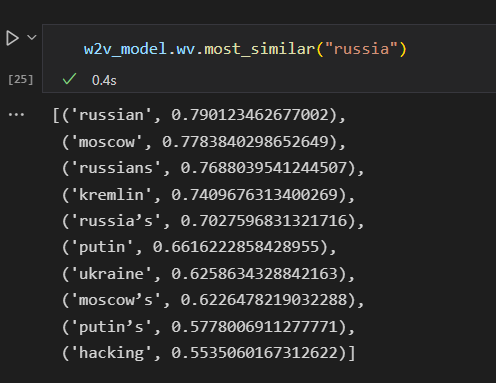 w2v_model.wv.most_similar("russia")
[25]
0.4s
[('russian', 0.790123462677002),
('moscow', 0.7783840298652649),
('russians', 0.7688039541244507),
('kremlin', 0.7409676313400269),
('russia’s', 0.7027596831321716),
('putin', 0.6616222858428955),
('ukraine', 0.6258634328842163),
('moscow’s', 0.6226478219032288),
('putin’s', 0.5778006911277771),
('hacking', 0.5535060167312622)]